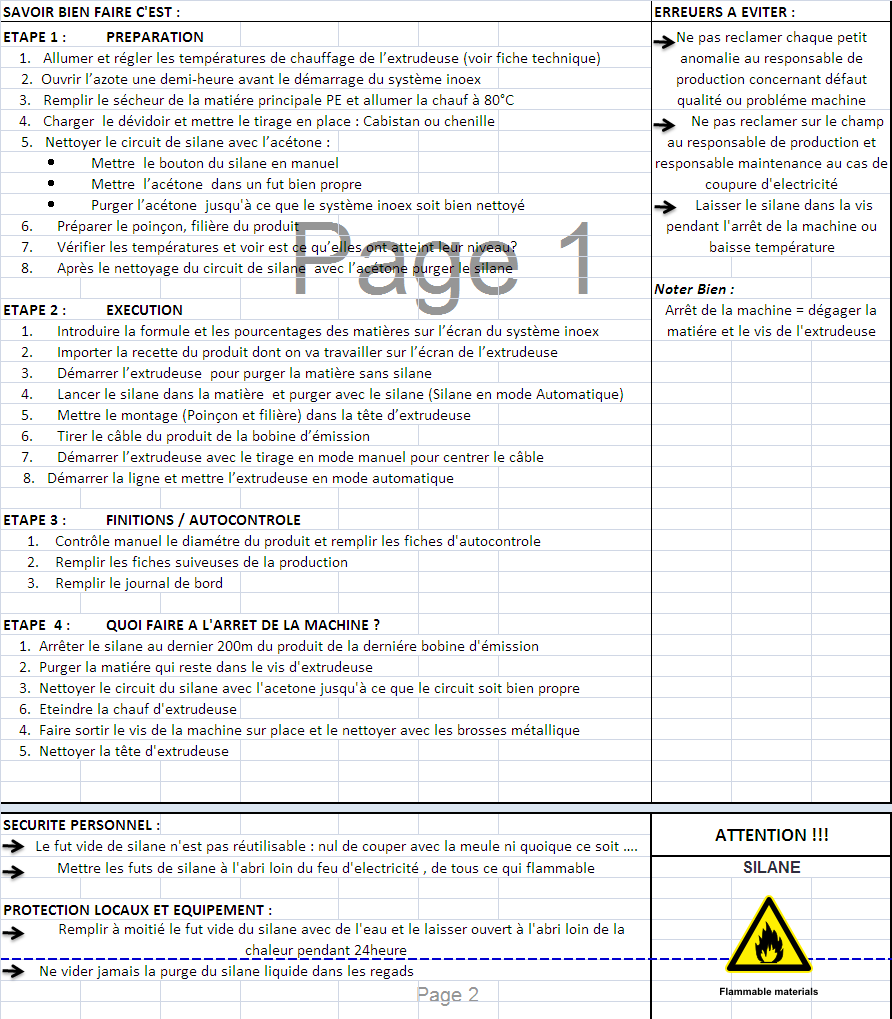 SAVOIR BIEN FAIRE C'EST :
ETAPE 1 : PREPARATION
1. Allumer et régler les températures de chauffage de l’extrudeuse (voir fiche technique)
2. Ouvrir l’azote une demi-heure avant le démarrage du système inoex
3. Remplir le sécheur de la matiére principale PE et allumer la chauf à 80°C
4. Charger le dévidoir et mettre le tirage en place : Cabistan ou chenille
5. Nettoyer le circuit de silane avec l’acétone :
• Mettre le bouton du silane en manuel
• Mettre l’acétone dans un fut bien propre
• Purger l’acétone jusqu'à ce que le système inoex soit bien nettoyé
6. Préparer le poinçon, filière du produit
7. Vérifier les températures et voir est ce qu’elles ont atteint leur niveau?
8. Après le nettoyage du circuit de silane avec l’acétone purger le silane
Page 1
ETAPE 2 : EXECUTION
1. Introduire la formule et les pourcentages des matières sur l’écran du système inoex
2. Importer la recette du produit dont on va travailler sur l’écran de l’extrudeuse
3. Démarrer l’extrudeuse pour purger la matière sans silane
4. Lancer le silane dans la matière et purger avec le silane (Silane en mode Automatique)
5. Mettre le montage (Poinçon et filière) dans la tête d’extrudeuse
6. Tirer le câble du produit de la bobine d’émission
7. Démarrer l’extrudeuse avec le tirage en mode manuel pour centrer le câble
8. Démarrer la ligne et mettre l’extrudeuse en mode automatique
ETAPE 3 : FINITIONS / AUTOCONTROLE
1. Contrôle manuel le diamétre du produit et remplir les fiches d'autocontrole
2. Remplir les fiches suiveuses de la production
3. Remplir le journal de bord
ETAPE 4 : QUOI FAIRE A L'ARRET DE LA MACHINE ?
1. Arrêter le silane au dernier 200m du produit de la derniére bobine d'émission
2. Purger la matiére qui reste dans le vis d'extrudeuse
3. Nettoyer le circuit du silane avec l'acetone jusqu'à ce que le circuit soit bien propre
6. Eteindre la chauf d'extrudeuse
4. Faire sortir le vis de la machine sur place et le nettoyer avec les brosses métallique
5. Nettoyer la tête d'extrudeuse
ERREUERS A EVITER :
Ne pas reclamer chaque petit
anomalie au responsable de
production concernant défaut
qualité ou probléme machine
Ne pas reclamer sur le champ
au responsable de production et
responsable maintenance au cas de
coupure d'electricité
Laisser le silane dans la vis
pendant l'arrêt de la machine ou
baisse température
Noter Bien :
Arrêt de la machine = dégager la
matiére et le vis de l'extrudeuse
SECURITE PERSONNEL :
Le fut vide de silane n'est pas réutilisable : nul de couper avec la meule ni quoique ce soit ....
Mettre les futs de silane à l'abri loin du feu d'electricité , de tous ce qui flammable
PROTECTION LOCAUX ET EQUIPEMENT :
Remplir à moitié le fut vide du silane avec de l'eau et le laisser ouvert à l'abri loin de la
chaleur pendant 24heure
Ne vider jamais la purge du silane liquide dans les regads
Page 2
ATTENTION !!!
SILANE
Flammable materials